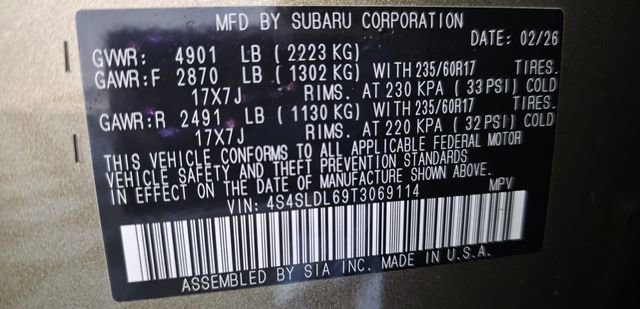 MFD BY SUBARU CORPORATION
DATE: 02/26
GVWR: 4901 LB (2223 KG)
GAWR:F 2870 LB (1302 KG) WITH 235/60R17 TIRES.
17X7J RIMS. AT 230 KPA (33 PSI) COLD
GAWR:R 2491 LB (1130 KG) WITH 235/60R17 TIRES.
17X7J RIMS. AT 220 KPA (32 PSI) COLD
THIS VEHICLE CONFORMS TO ALL APPLICABLE FEDERAL MOTOR
VEHICLE SAFETY AND THEFT PREVENTION STANDARDS
IN EFFECT ON THE DATE OF MANUFACTURE SHOWN ABOVE.
VIN: 4S4SLDL69T3069114 MPV
ASSEMBLED BY SIA INC. MADE IN U.S.A.